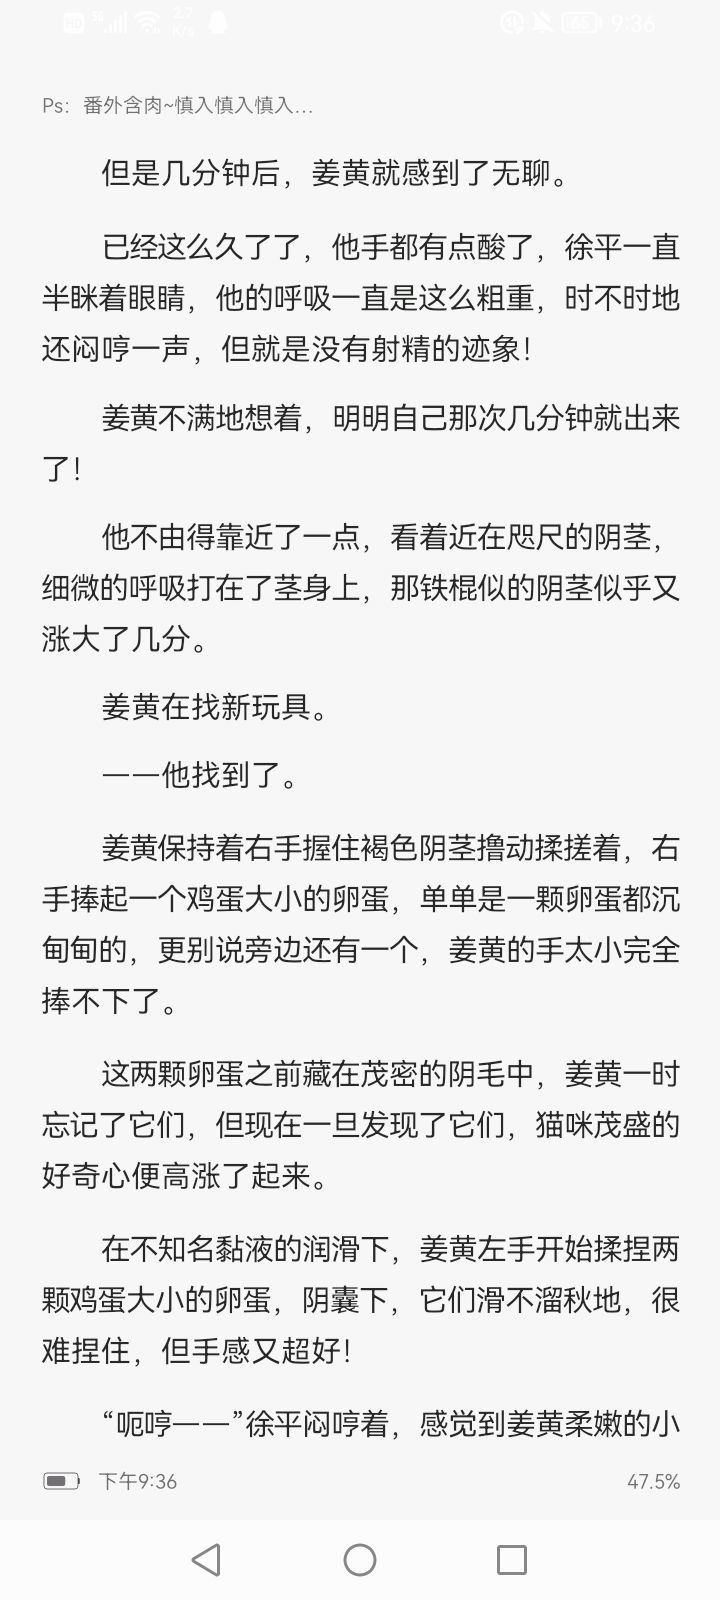 HD 5G 2.7 K/s 65 9:36
Ps：番外含肉~慎入慎入慎入...
但是几分钟后，姜黄就感到了无聊。
已经这么久了了，他手都有点酸了，徐平一直
半眯着眼睛，他的呼吸一直是这么粗重，时不时地
还闷哼一声，但就是没有射精的迹象！
姜黄不满地想着，明明自己那次几分钟就出来
了！
他不由得靠近了一点，看着近在咫尺的阴茎，
细微的呼吸打在了茎身上，那铁棍似的阴茎似乎又
涨大了几分。
姜黄在找新玩具。
——他找到了。
姜黄保持着右手握住褐色阴茎撸动揉搓着，右
手捧起一个鸡蛋大小的卵蛋，单单是一颗卵蛋都沉
甸甸的，更别说旁边还有一个，姜黄的手太小完全
捧不下了。
这两颗卵蛋之前藏在茂密的阴毛中，姜黄一时
忘记了它们，但现在一旦发现了它们，猫咪茂盛的
好奇心便高涨了起来。
在不知名黏液的润滑下，姜黄左手开始揉捏两
颗鸡蛋大小的卵蛋，阴囊下，它们滑不溜秋地，很
难捏住，但手感又超好！
“呃哼——”徐平闷哼着，感觉到姜黄柔嫩的小
下午9:36
47.5%